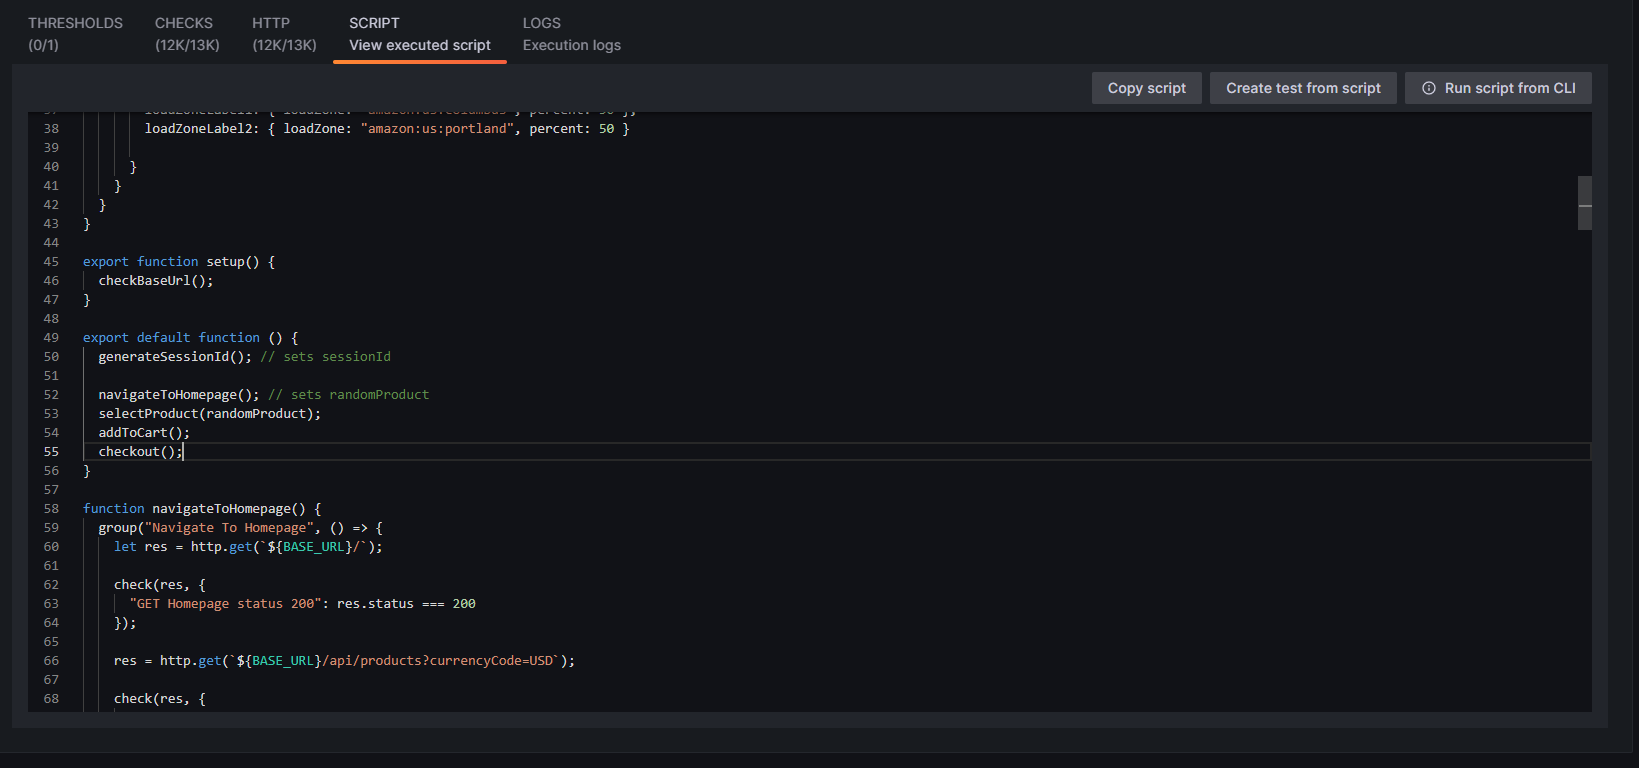 THRESHOLDS
(0/1)
CHECKS
(12K/13K)
HTTP
(12K/13K)
SCRIPT
View executed script
LOGS
Execution logs
Copy script
Create test from script
Run script from CLI
38 loadZoneLabel2: { loadZone: "amazon:us:portland", percent: 50 }
39
40 }
41 }
42 }
43 }
44
45 export function setup() {
46 checkBaseUrl();
47 }
48
49 export default function () {
50 generateSessionId(); // sets sessionId
51
52 navigateToHomepage(); // sets randomProduct
53 selectProduct(randomProduct);
54 addToCart();
55 checkout();
56 }
57
58 function navigateToHomepage() {
59 group("Navigate To Homepage", () => {
60 let res = http.get(`${BASE_URL}/`);
61
62 check(res, {
63 "GET Homepage status 200": res.status === 200
64 });
65
66 res = http.get(`${BASE_URL}/api/products?currencyCode=USD`);
67
68 check(res, {